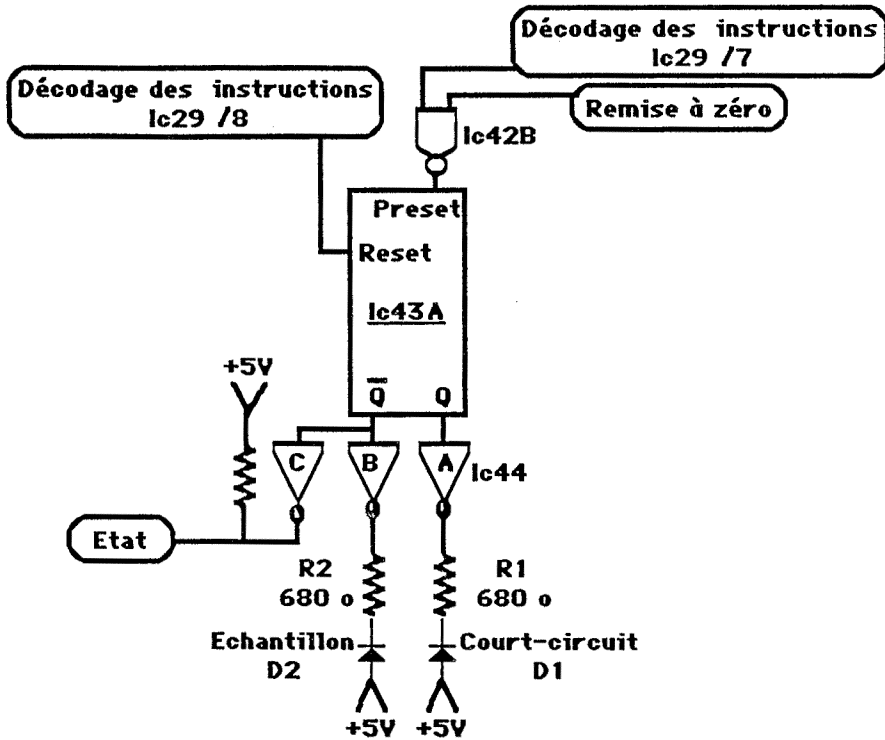 Décodage des instructions
Ic29 /7
Décodage des instructions
Ic29 /8
Remise à zéro
Ic42B
Preset
Reset
Ic43A
+5V
Q̅
Q
C
B
A
Ic44
Etat
R2
680 o
R1
680 o
Echantillon
D2
Court-circuit
D1
+5V
+5V